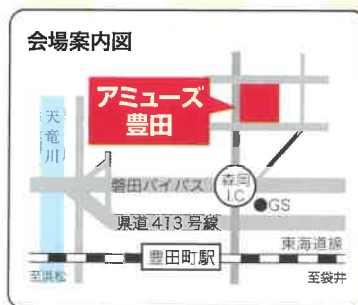 会場案内図
アミューズ
豊田
天竜川
磐田バイパス
森岡
I.C
GS
県道413号線
東海道線
豊田町駅
至浜松
至袋井